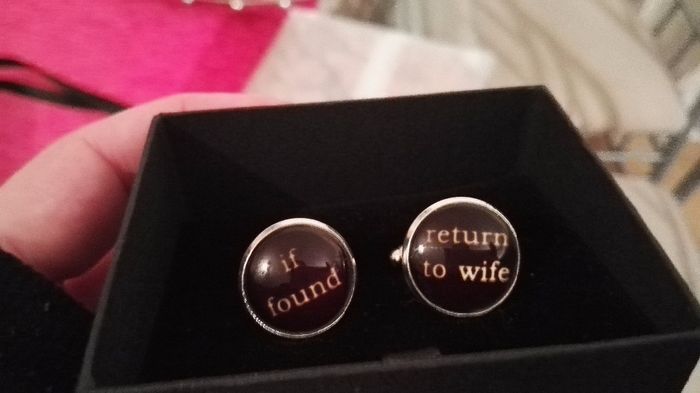 if
found
return
to wife